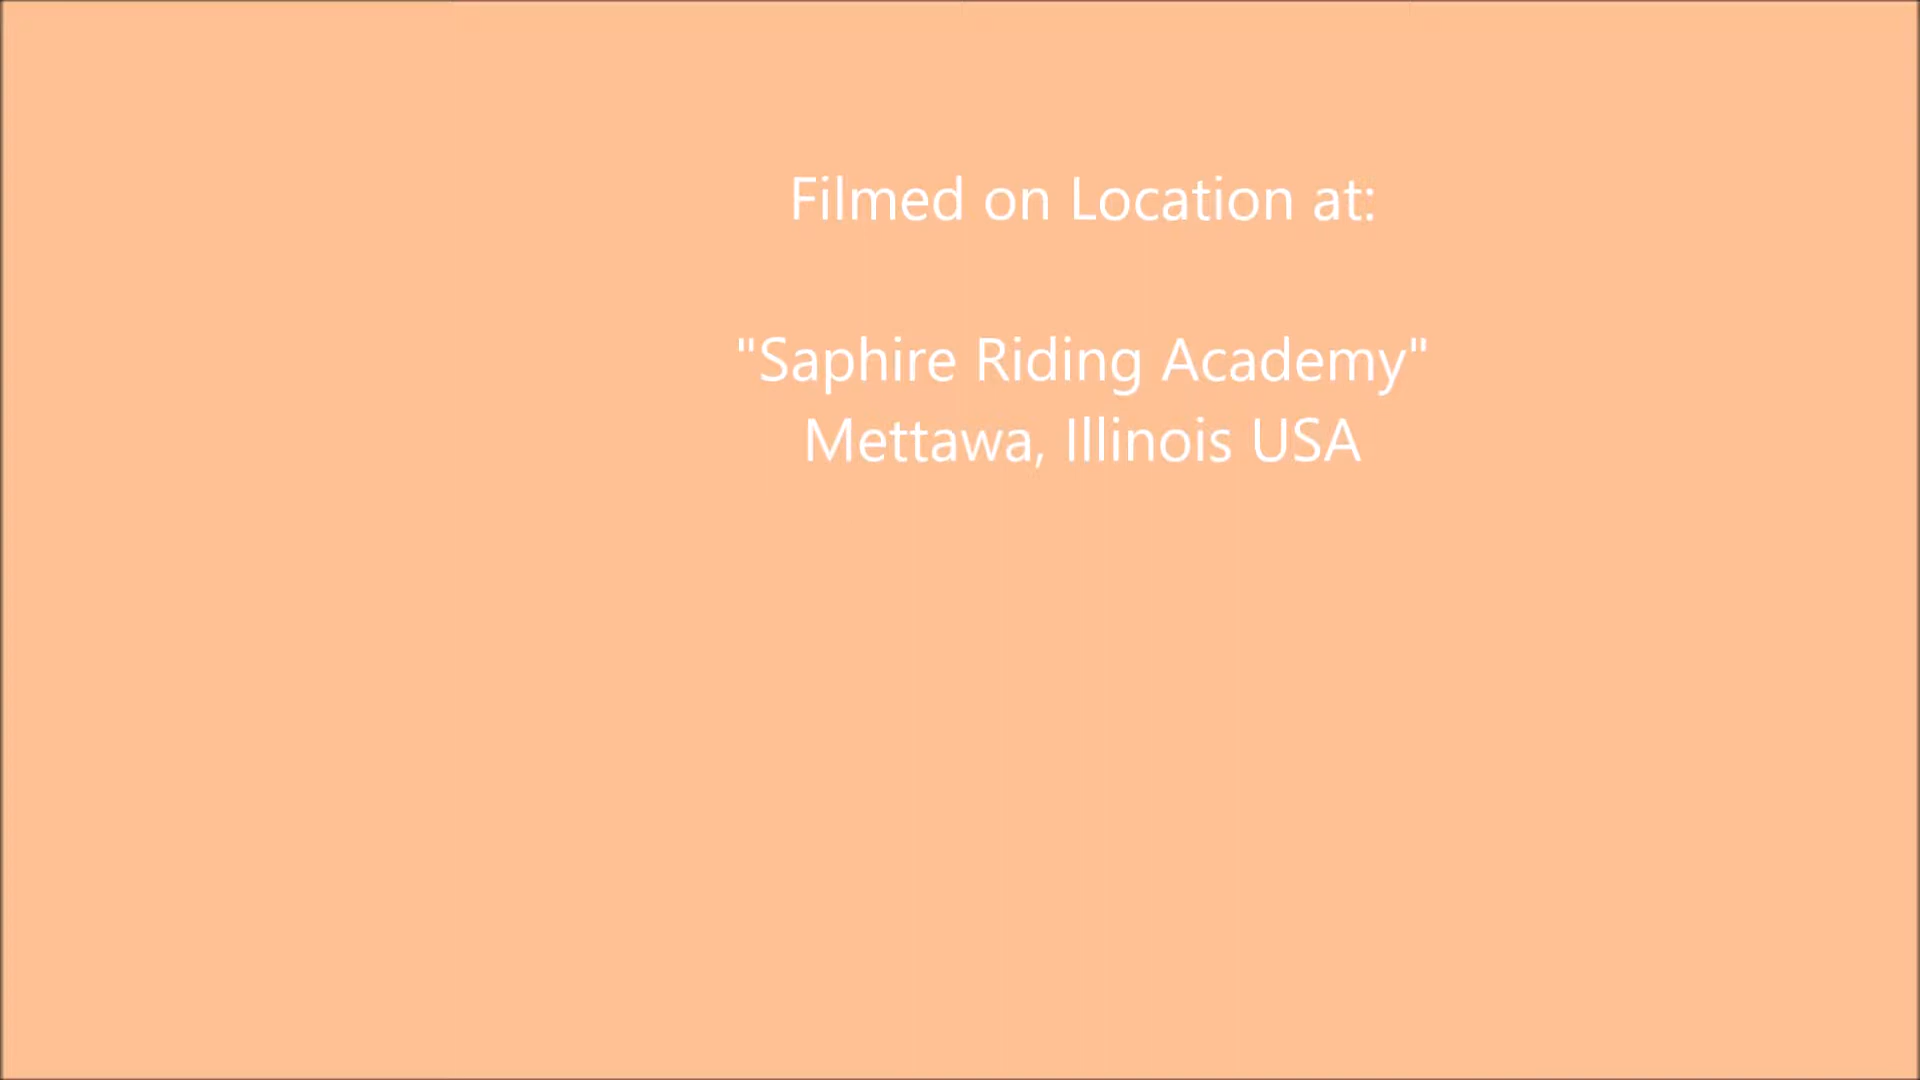 Filmed on Location at:
"Saphire Riding Academy"
Mettawa, Illinois USA